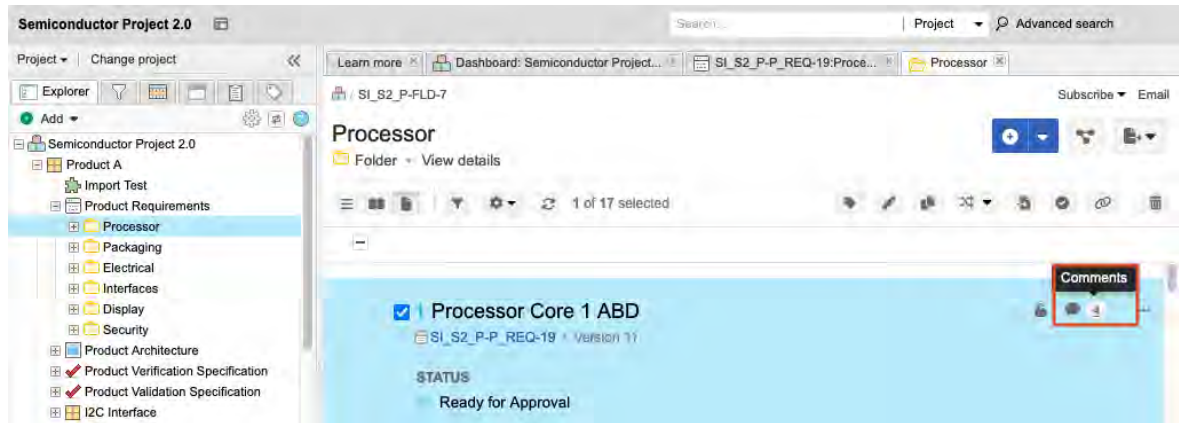 Semiconductor Project 2.0
Search...
Project
Advanced search
Project
Change project
Learn more
Dashboard: Semiconductor Project...
SI_S2_P-P_REQ-19:Proce...
Processor
Explorer
SI_S2_P-FLD-7
Subscribe
Email
Add
Processor
Semiconductor Project 2.0
Folder
View details
Product A
Import Test
Product Requirements
1 of 17 selected
Processor
Packaging
Electrical
Interfaces
Display
Security
Product Architecture
Product Verification Specification
Product Validation Specification
I2C Interface
Comments
Processor Core 1 ABD
4
SI_S2_P-P_REQ-19
Version 11
STATUS
Ready for Approval